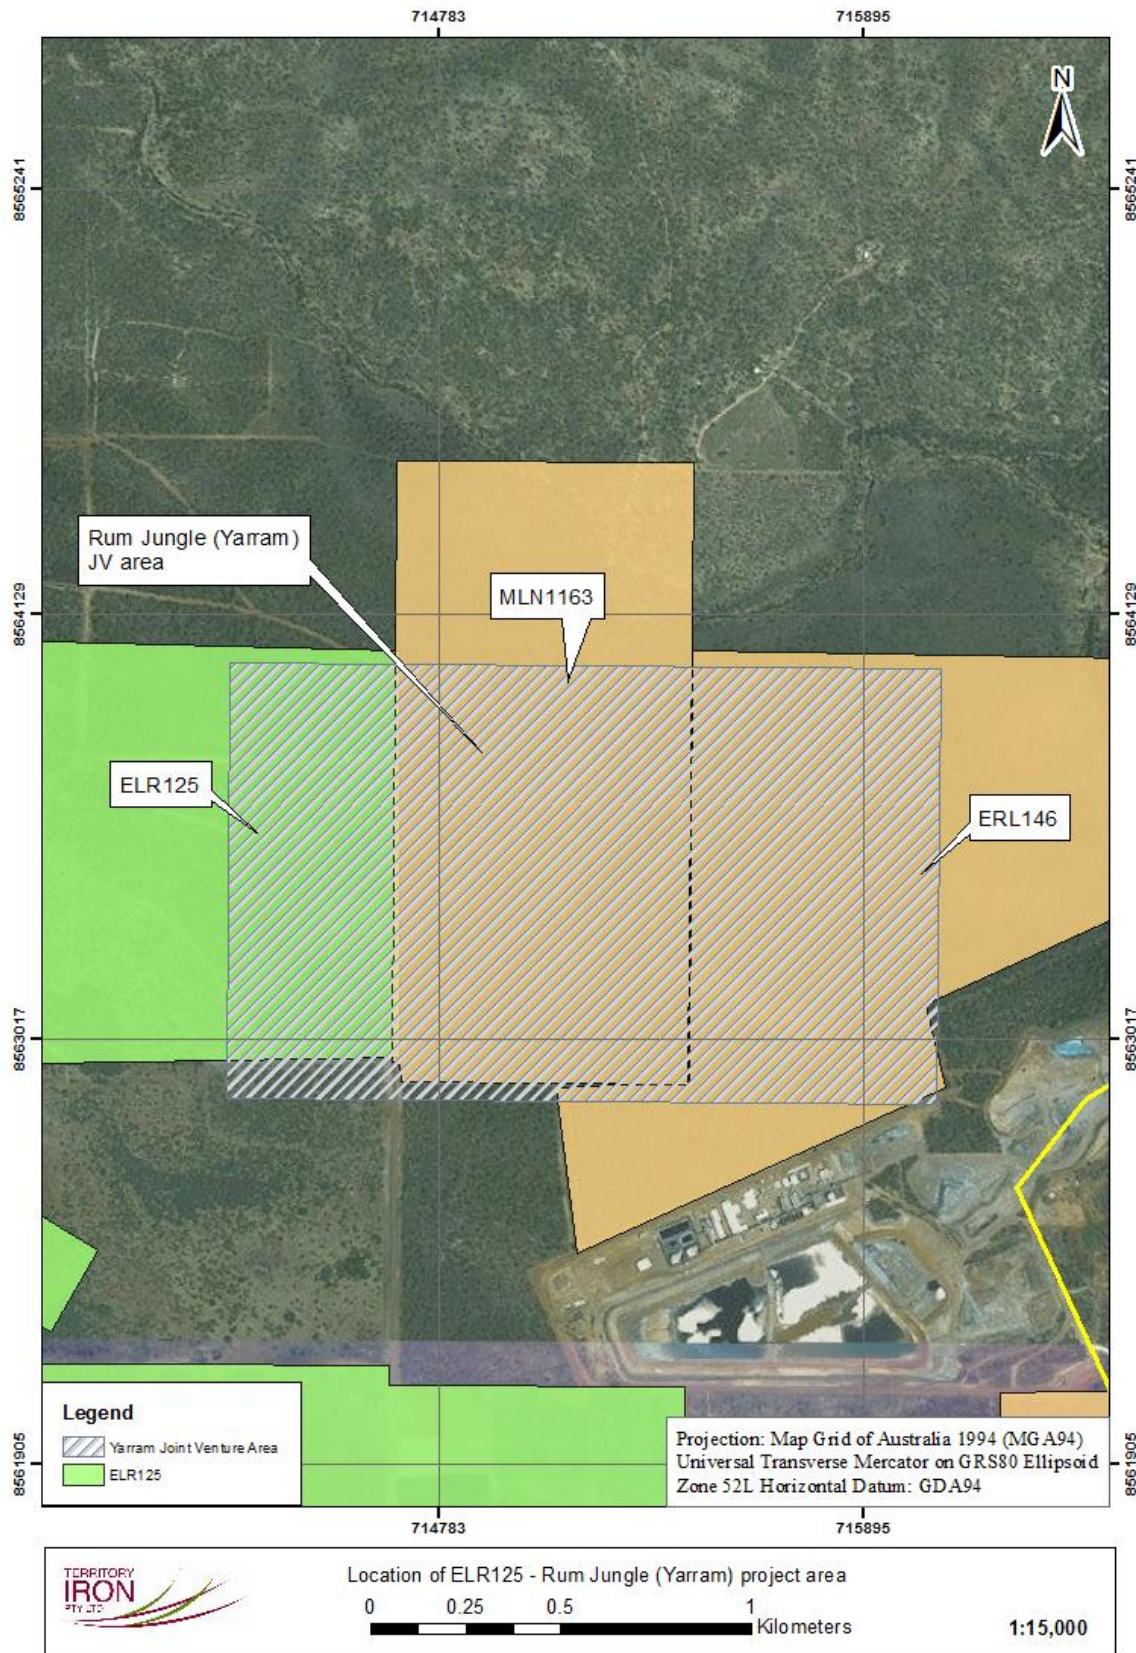 714783
715895
N
8565241
8565241
Rum Jungle (Yarram)
JV area
MLN1163
8564129
8564129
ELR125
ERL146
8563017
8563017
Legend
Yarram Joint Venture Area
ELR125
Projection: Map Grid of Australia 1994 (MGA94)
Universal Transverse Mercator on GRS80 Ellipsoid
Zone 52L Horizontal Datum: GDA94
8561905
8561905
714783
715895
TERRITORY
IRON
PTY LTD
Location of ELR125 - Rum Jungle (Yarram) project area
0 0.25 0.5 1
Kilometers
1:15,000